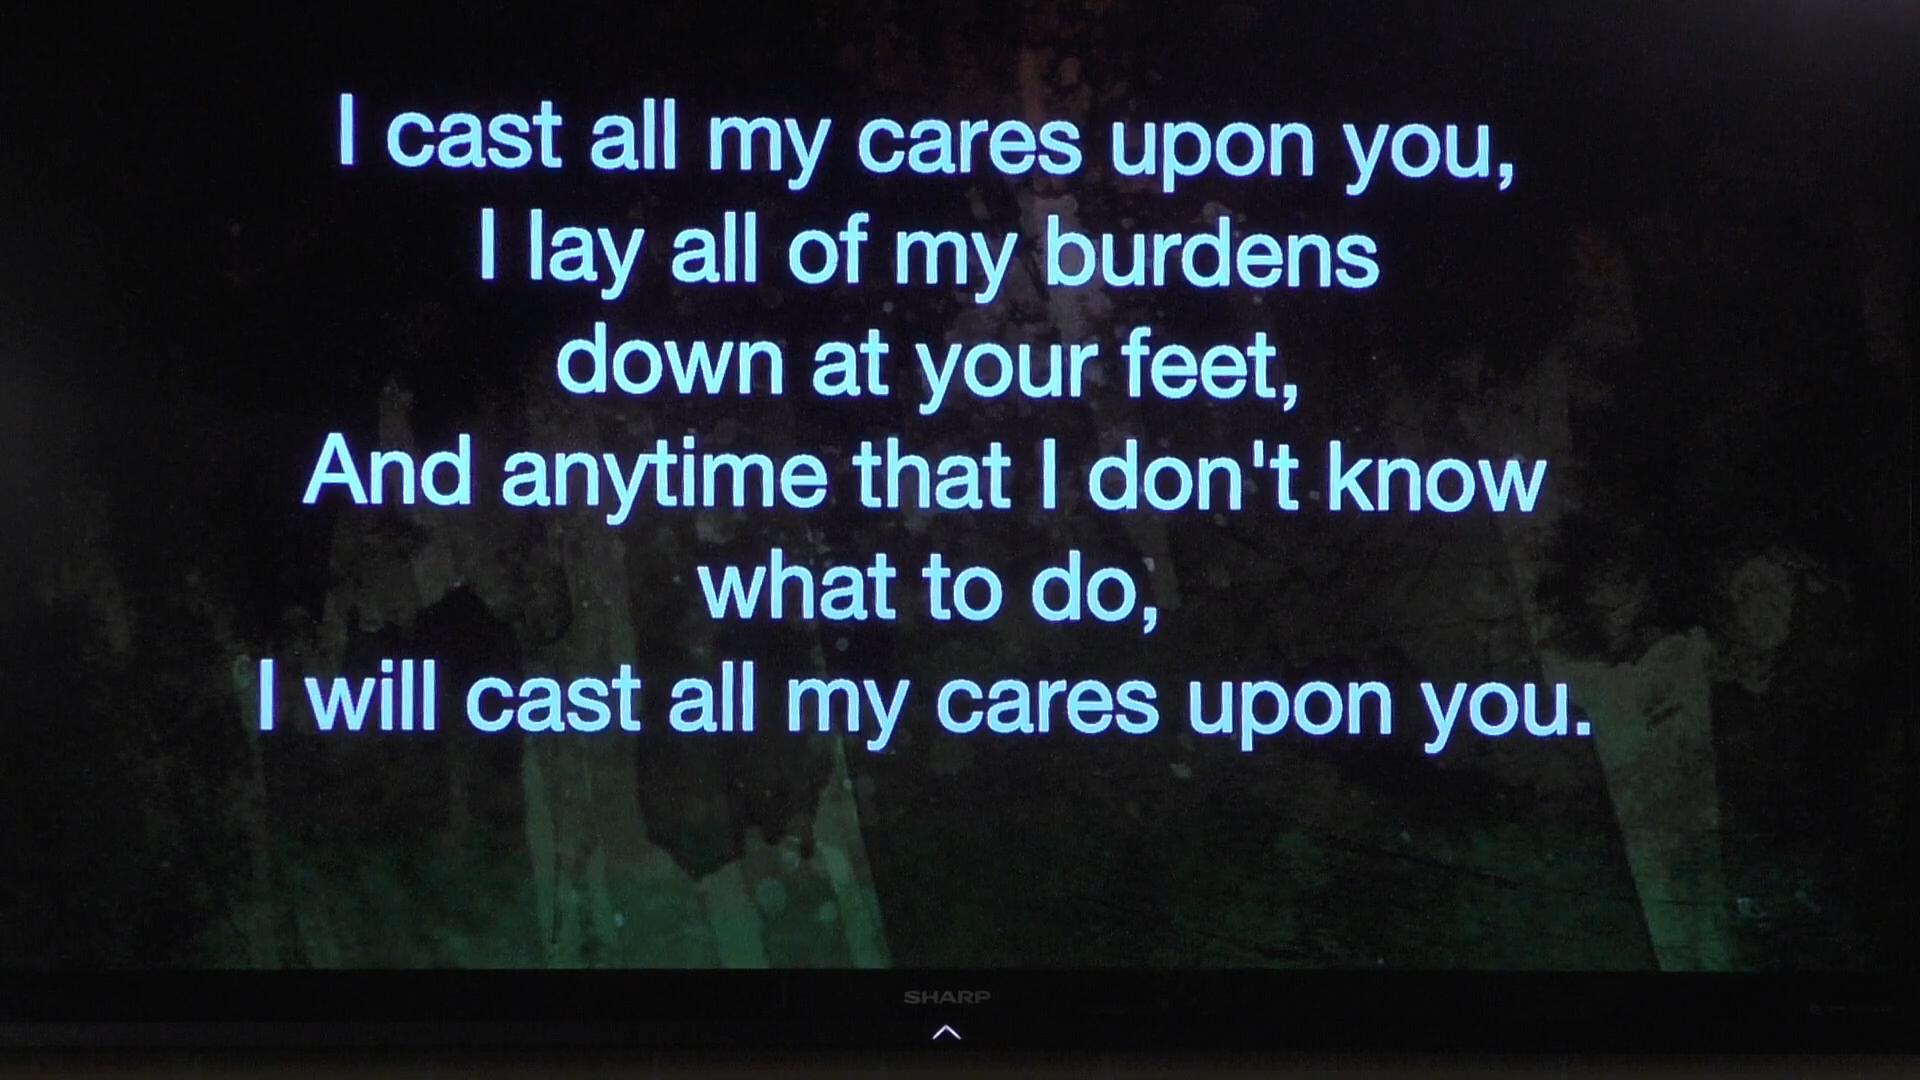 I cast all my cares upon you,
I lay all of my burdens
down at your feet,
And anytime that I don't know
what to do,
I will cast all my cares upon you.
SHARP